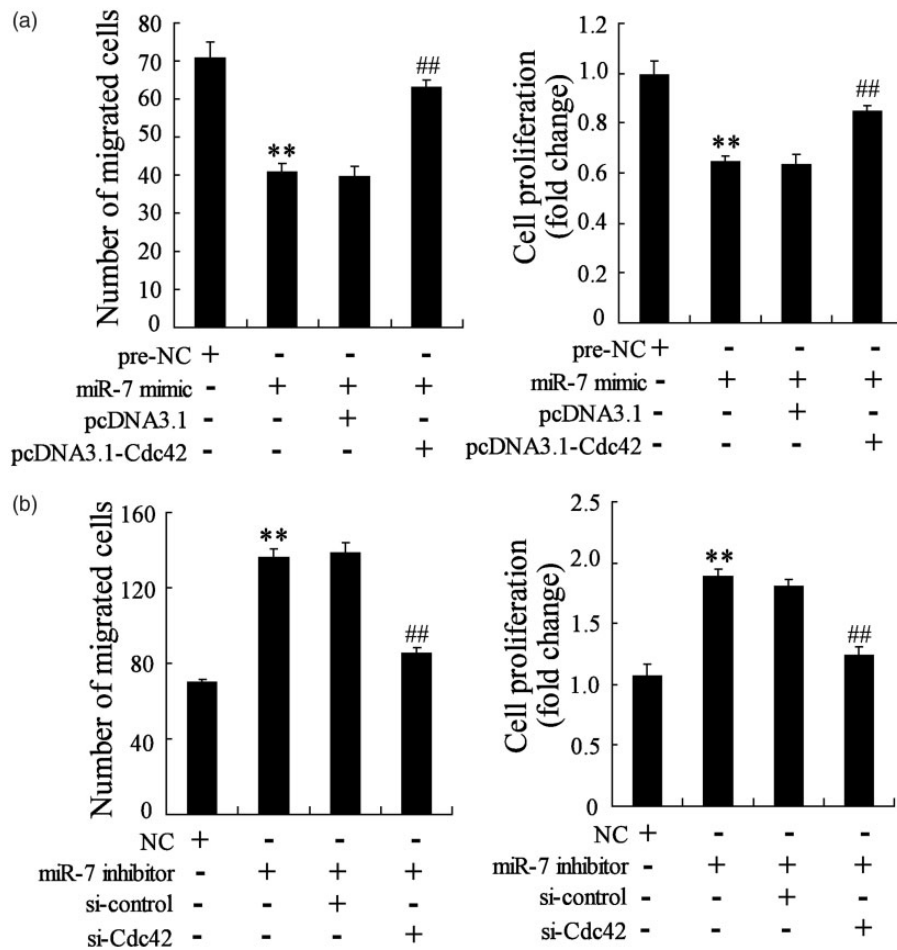 (a)
Number of migrated cells
80
70
60
50
40
30
20
10
0
**
##
pre-NC + - - -
miR-7 mimic - + + +
pcDNA3.1 - - + -
pcDNA3.1-Cdc42 - - - +
Cell proliferation
(fold change)
1.2
1.0
0.8
0.6
0.4
0.2
0
**
##
pre-NC + - - -
miR-7 mimic - + + +
pcDNA3.1 - - + -
pcDNA3.1-Cdc42 - - - +
(b)
Number of migrated cells
160
120
80
40
0
**
##
NC + - - -
miR-7 inhibitor - + + +
si-control - - + -
si-Cdc42 - - - +
Cell proliferation
(fold change)
2.5
2.0
1.5
1.0
0.5
0
**
##
NC + - - -
miR-7 inhibitor - + + +
si-control - - + -
si-Cdc42 - - - +